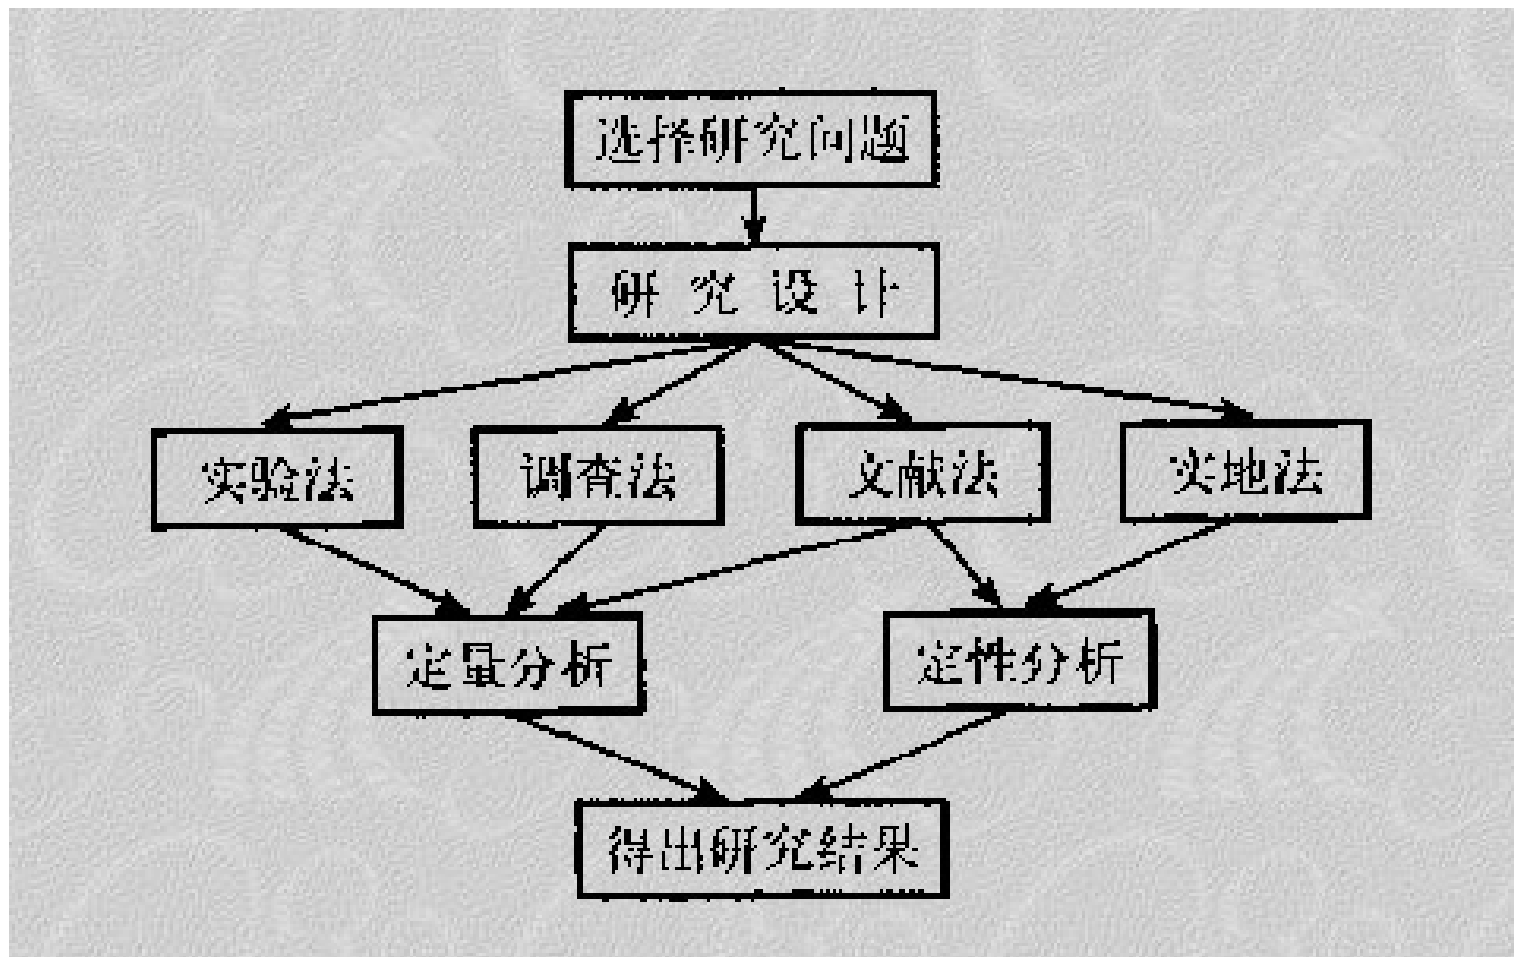 选择研究问题
研究设计
实验法
调查法
文献法
实地法
定量分析
定性分析
得出研究结果